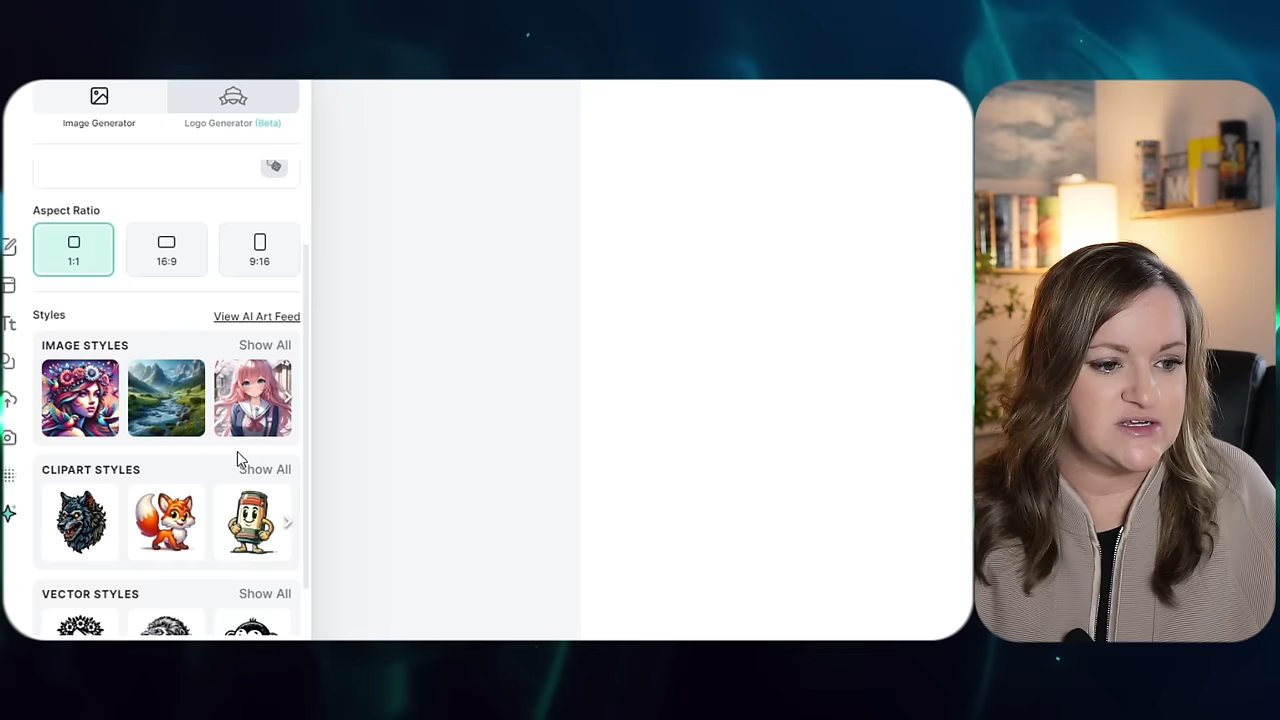 Image Generator
Logo Generator (Beta)
Aspect Ratio
1:1
16:9
9:16
Styles
View AI Art Feed
IMAGE STYLES
Show All
CLIPART STYLES
Show All
VECTOR STYLES
Show All